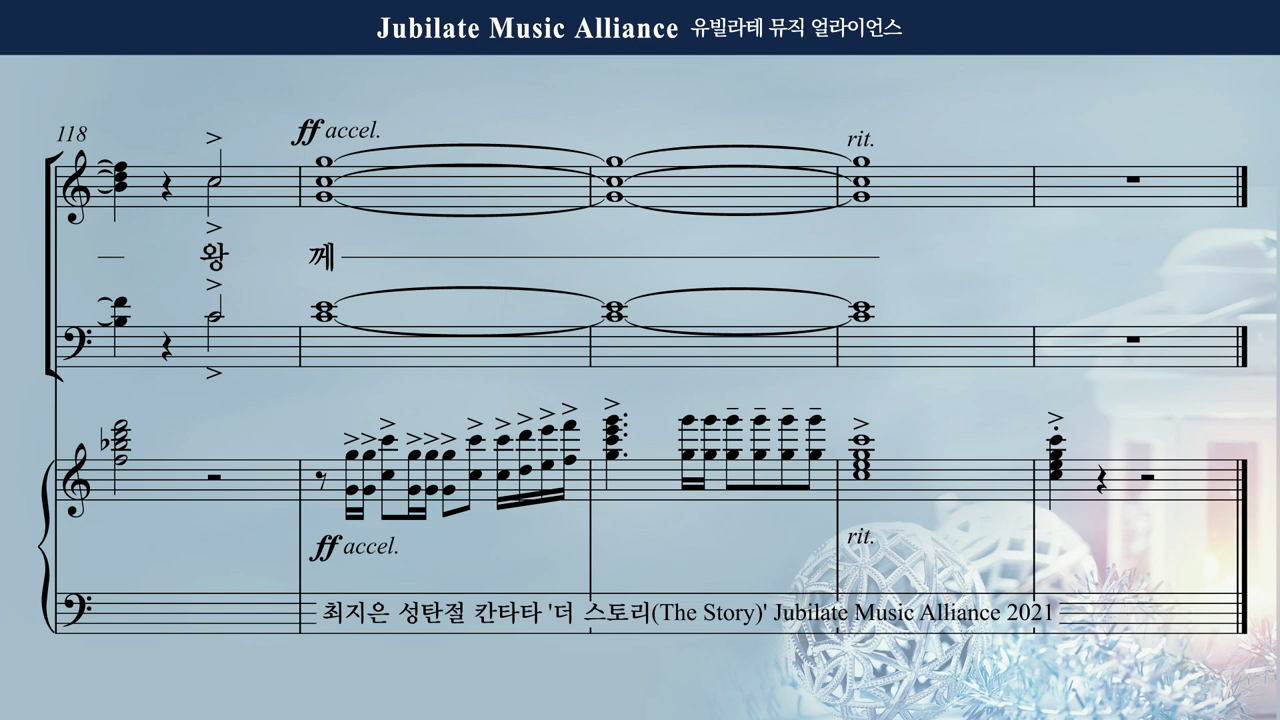 Jubilate Music Alliance 유빌라테 뮤직 얼라이언스
118
ff accel.
rit.
왕 께
ff accel.
rit.
최지은 성탄절 칸타타 '더 스토리(The Story)' Jubilate Music Alliance 2021